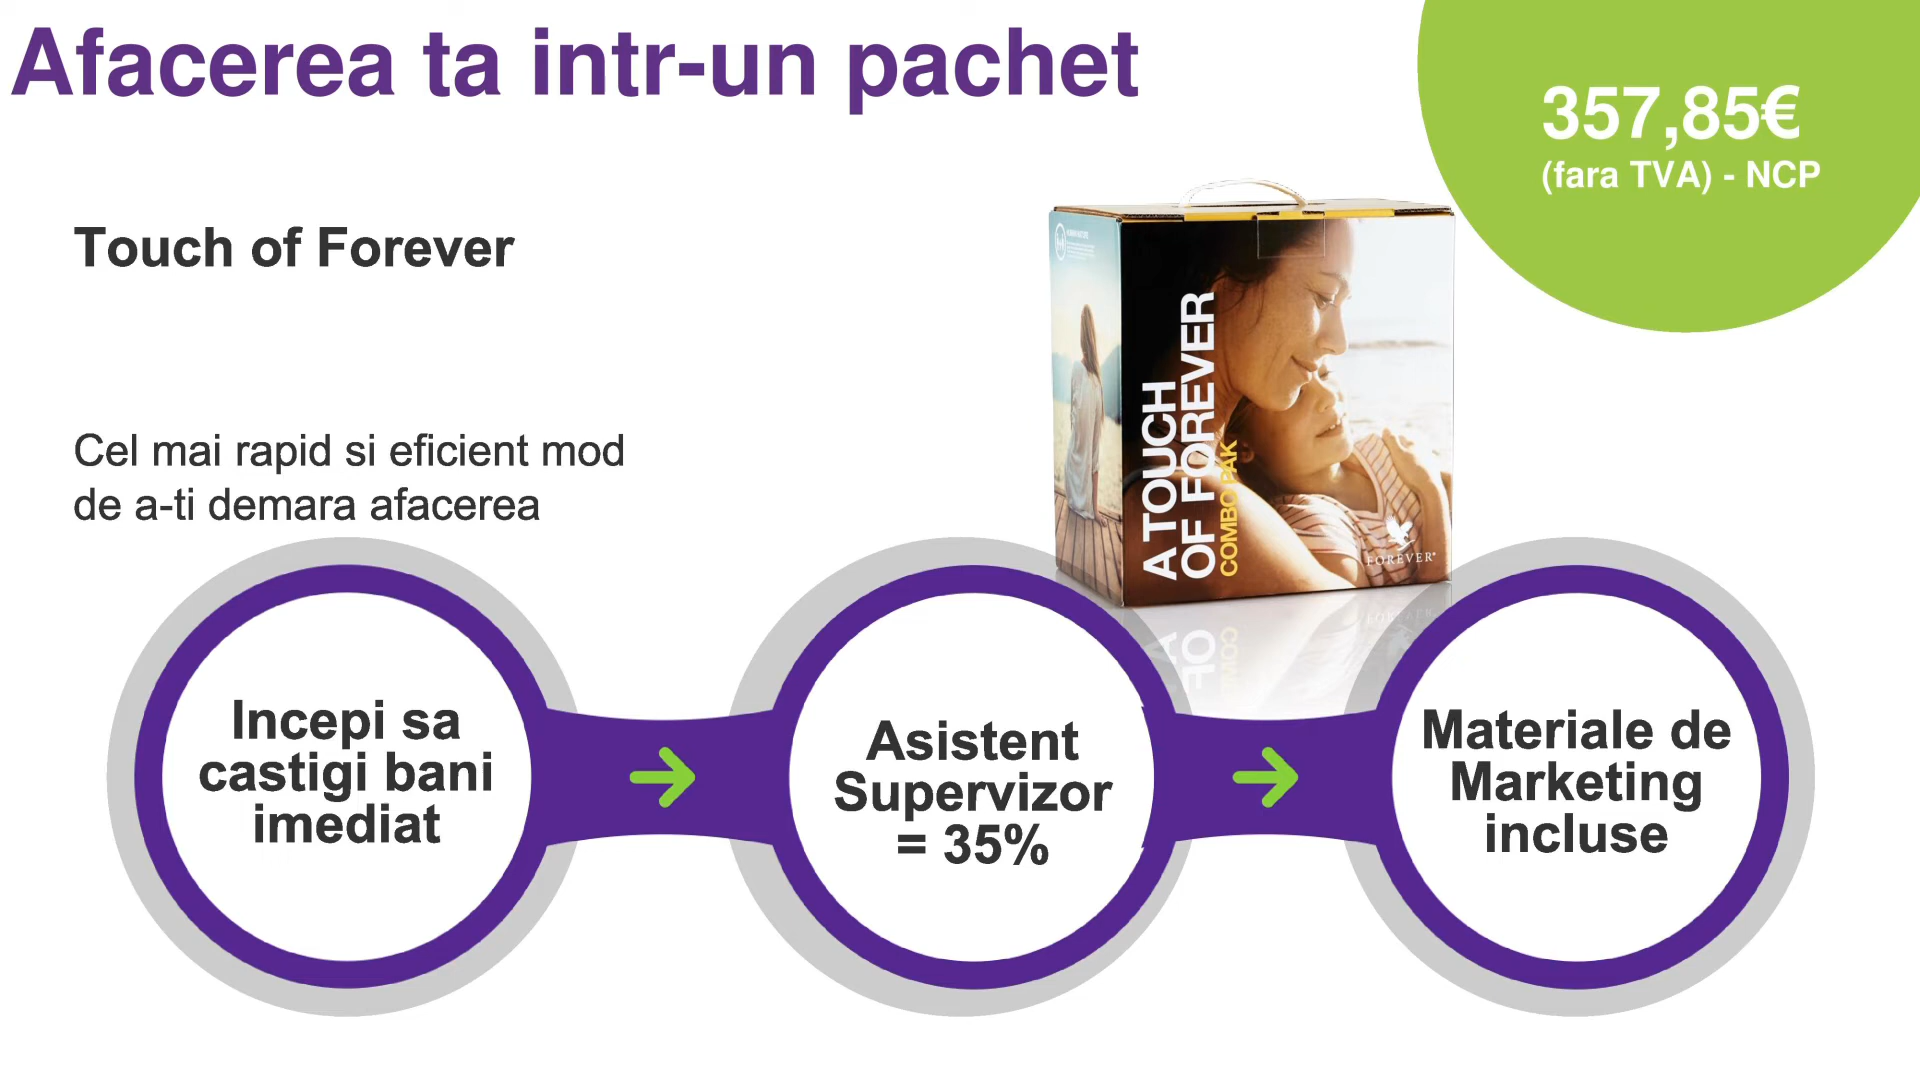 Afacerea ta intr-un pachet
357,85€
(fara TVA) - NCP
Touch of Forever
A TOUCH
OF FOREVER
COMBO PAK
FOREVER
Cel mai rapid si eficient mod
de a-ti demara afacerea
Incepi sa
castigi bani
imediat
Asistent
Supervizor
= 35%
Materiale de
Marketing
incluse